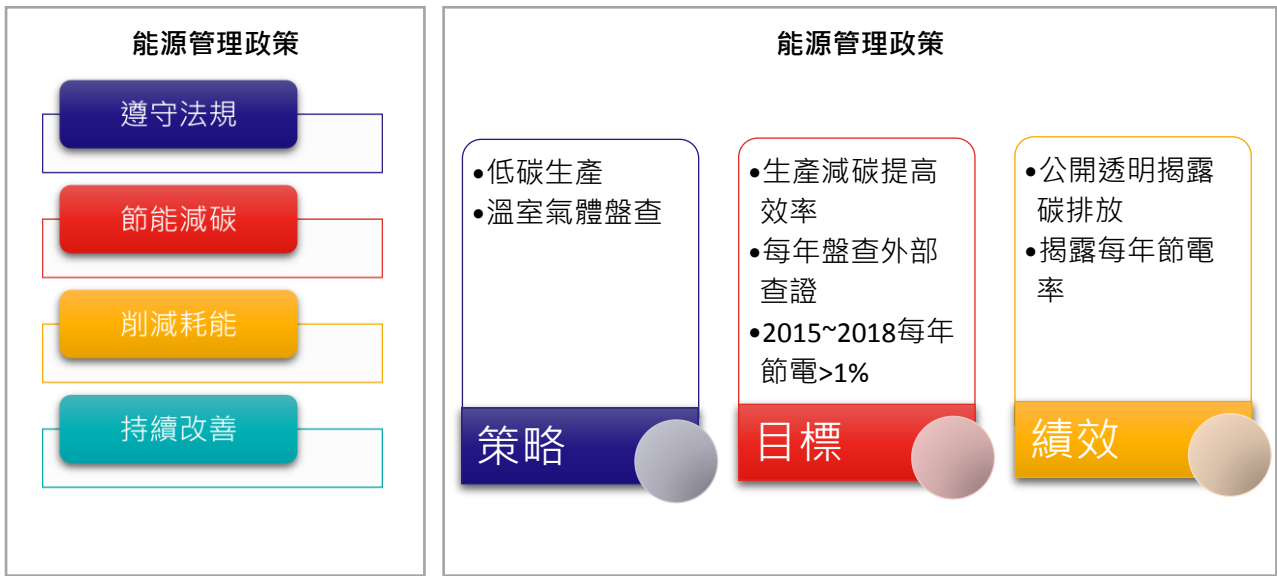 能源管理政策
遵守法規
節能減碳
削減耗能
持續改善
能源管理政策
•低碳生產
•溫室氣體盤查
策略
•生產減碳提高
效率
•每年盤查外部
查證
•2015~2018每年
節電>1%
目標
•公開透明揭露
碳排放
•揭露每年節電
率
績效